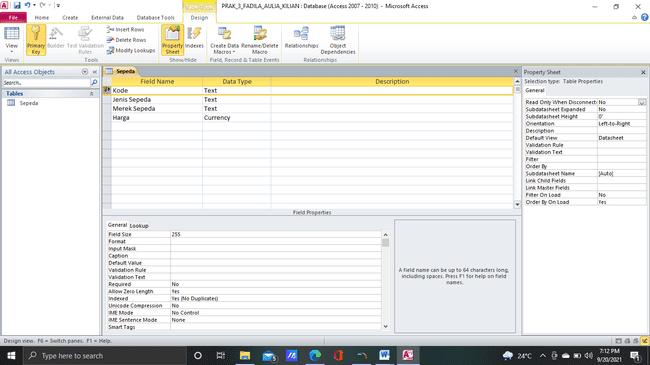 Table Tools
PRAK_3_FADILA_AULIA_KILIAN : Database (Access 2007 - 2010) - Microsoft Access
File Home Create External Data Database Tools Design
View
Primary Key
Builder
Test Validation Rules
Insert Rows
Delete Rows
Modify Lookups
Property Sheet
Indexes
Create Data Macros
Rename/Delete Macro
Relationships
Object Dependencies
Views Tools Show/Hide Field, Record & Table Events Relationships
All Access Objects
Search...
Tables
Sepeda
Sepeda
Field Name Data Type Description
Kode Text
Jenis Sepeda Text
Merek Sepeda Text
Harga Currency
Field Properties
General Lookup
Field Size 255
Format
Input Mask
Caption
Default Value
Validation Rule
Validation Text
Required No
Allow Zero Length Yes
Indexed Yes (No Duplicates)
Unicode Compression No
IME Mode No Control
IME Sentence Mode None
Smart Tags
A field name can be up to 64 characters long,
including spaces. Press F1 for help on field
names.
Property Sheet
Selection type: Table Properties
General
Read Only When Disconnect No
Subdatasheet Expanded No
Subdatasheet Height 0"
Orientation Left-to-Right
Description
Default View Datasheet
Validation Rule
Validation Text
Filter
Order By
Subdatasheet Name [Auto]
Link Child Fields
Link Master Fields
Filter On Load No
Order By On Load Yes
Design view. F6 = Switch panes. F1 = Help.
Type here to search
24°C
7:12 PM
9/20/2021